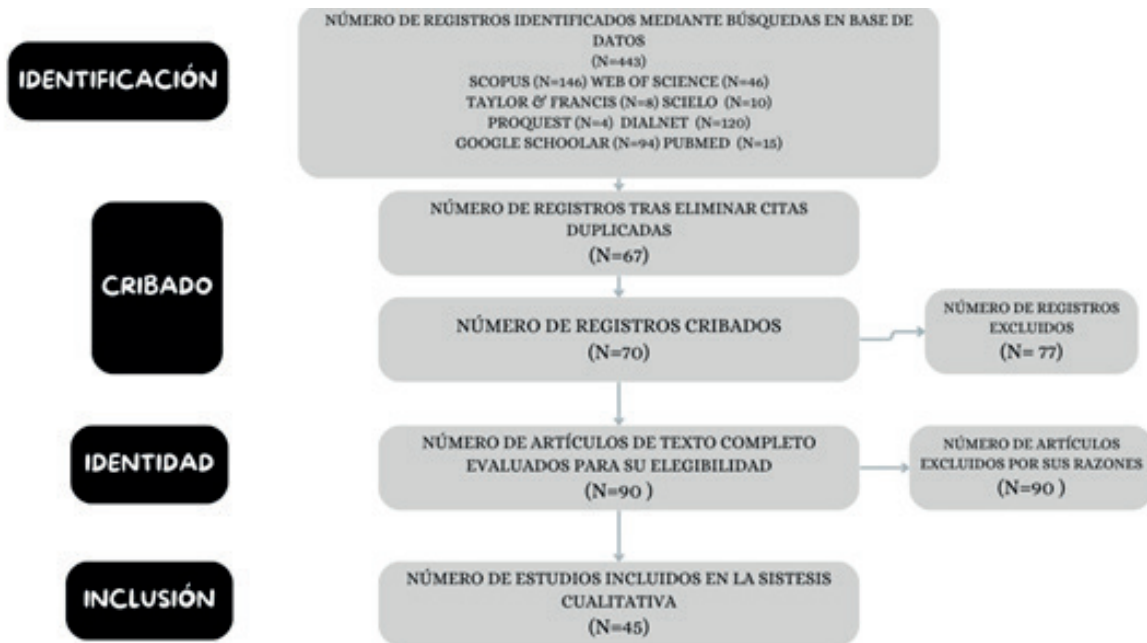 IDENTIFICACIÓN
NÚMERO DE REGISTROS IDENTIFICADOS MEDIANTE BÚSQUEDAS EN BASE DE
DATOS
(N=443)
SCOPUS (N=146) WEB OF SCIENCE (N=46)
TAYLOR & FRANCIS (N=8) SCIELO (N=10)
PROQUEST (N=4) DIALNET (N=120)
GOOGLE SCHOOLAR (N=94) PUBMED (N=15)
CRIBADO
NÚMERO DE REGISTROS TRAS ELIMINAR CITAS
DUPLICADAS
(N=67)
NÚMERO DE REGISTROS CRIBADOS
(N=70)
NÚMERO DE REGISTROS
EXCLUIDOS
(N= 77)
IDENTIDAD
NÚMERO DE ARTÍCULOS DE TEXTO COMPLETO
EVALUADOS PARA SU ELEGIBILIDAD
(N=90 )
NÚMERO DE ARTÍCULOS
EXCLUIDOS POR SUS RAZONES
(N=90 )
INCLUSIÓN
NÚMERO DE ESTUDIOS INCLUIDOS EN LA SISTESIS
CUALITATIVA
(N=45)